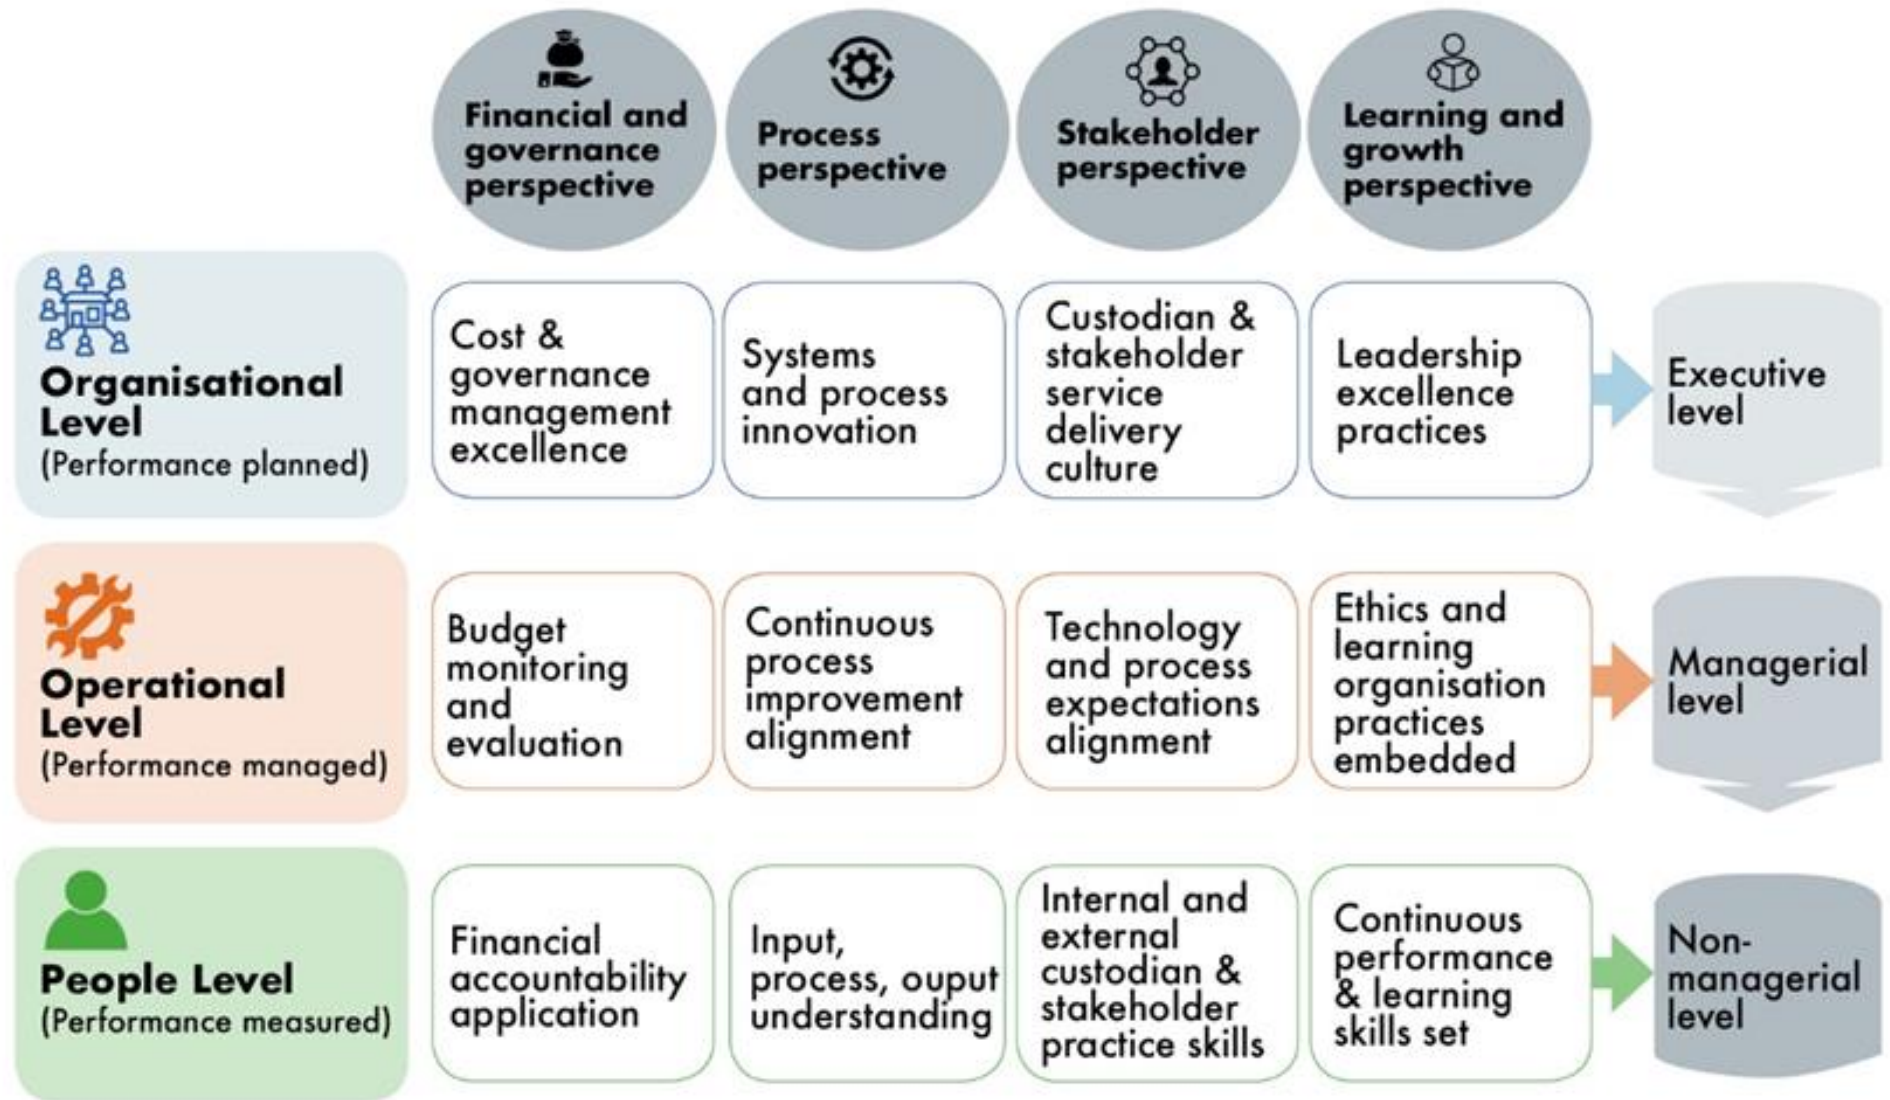 Financial and
governance
perspective
Process
perspective
Stakeholder
perspective
Learning and
growth
perspective
Organisational
Level
(Performance planned)
Cost &
governance
management
excellence
Systems
and process
innovation
Custodian &
stakeholder
service
delivery
culture
Leadership
excellence
practices
Executive
level
Operational
Level
(Performance managed)
Budget
monitoring
and
evaluation
Continuous
process
improvement
alignment
Technology
and process
expectations
alignment
Ethics and
learning
organisation
practices
embedded
Managerial
level
People Level
(Performance measured)
Financial
accountability
application
Input,
process, ouput
understanding
Internal and
external
custodian &
stakeholder
practice skills
Continuous
performance
& learning
skills set
Non-
managerial
level